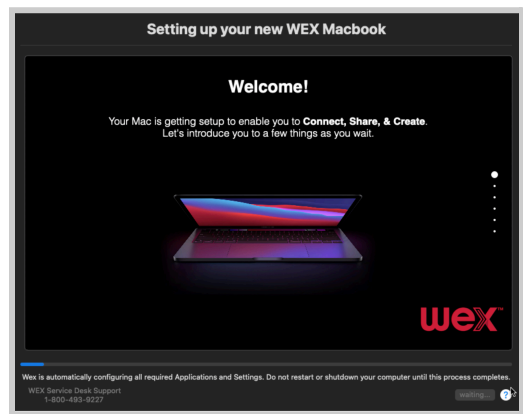 Setting up your new WEX Macbook
Welcome!
Your Mac is getting setup to enable you to Connect, Share, & Create.
Let's introduce you to a few things as you wait.
wex™
Wex is automatically configuring all required Applications and Settings. Do not restart or shutdown your computer until this process completes.
WEX Service Desk Support
1-800-493-9227
waiting...
?